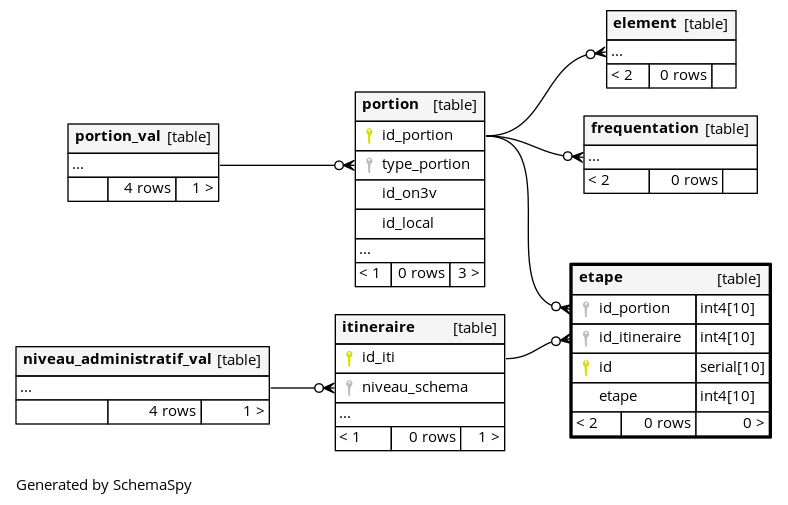 element [table]
...
< 2 0 rows
portion [table]
id_portion
type_portion
id_on3v
id_local
...
< 1 0 rows 3 >
frequentation [table]
...
< 2 0 rows
portion_val [table]
...
4 rows 1 >
etape [table]
id_portion int4[10]
id_itineraire int4[10]
id serial[10]
etape int4[10]
< 2 0 rows 0 >
itineraire [table]
id_iti
niveau_schema
...
< 1 0 rows 1 >
niveau_administratif_val [table]
...
4 rows 1 >
Generated by SchemaSpy